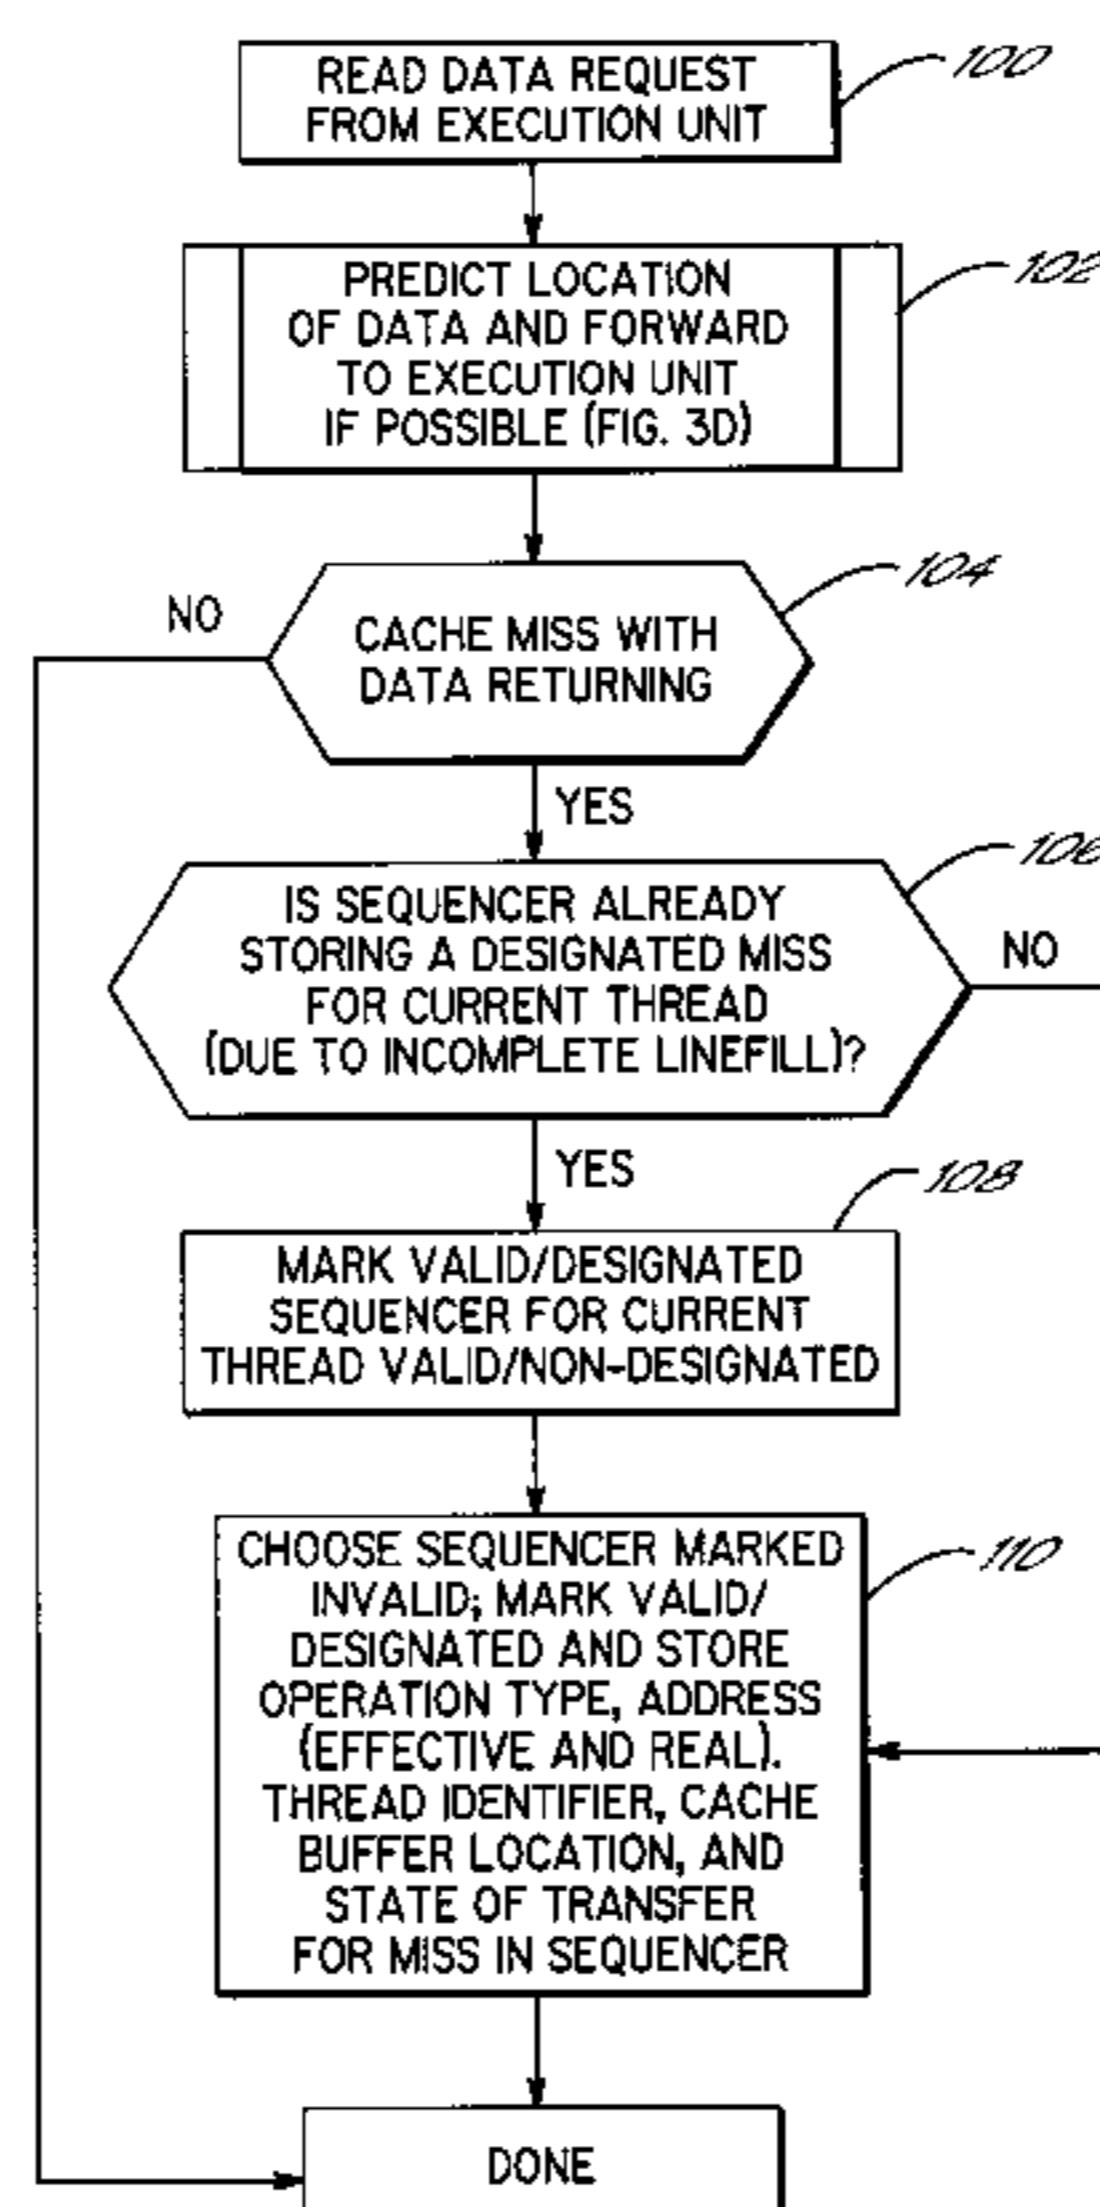 READ DATA REQUEST
FROM EXECUTION UNIT
100
PREDICT LOCATION
OF DATA AND FORWARD
TO EXECUTION UNIT
IF POSSIBLE (FIG. 3D)
102
104
NO
CACHE MISS WITH
DATA RETURNING
YES
106
IS SEQUENCER ALREADY
STORING A DESIGNATED MISS
FOR CURRENT THREAD
(DUE TO INCOMPLETE LINEFILL)?
NO
YES
108
MARK VALID/DESIGNATED
SEQUENCER FOR CURRENT
THREAD VALID/NON-DESIGNATED
CHOOSE SEQUENCER MARKED
INVALID; MARK VALID/
DESIGNATED AND STORE
OPERATION TYPE, ADDRESS
(EFFECTIVE AND REAL).
THREAD IDENTIFIER, CACHE
BUFFER LOCATION, AND
STATE OF TRANSFER
FOR MISS IN SEQUENCER
110
DONE